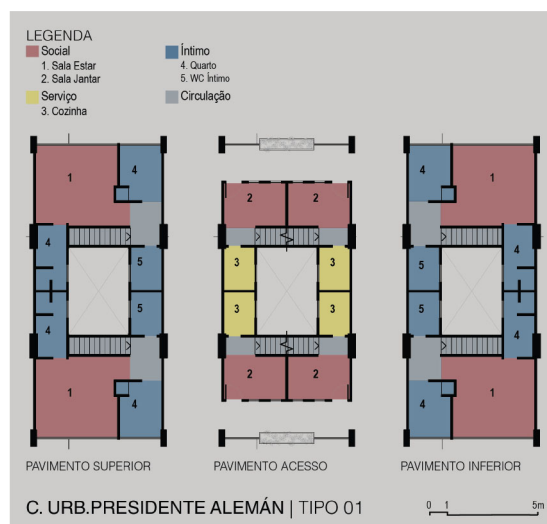 LEGENDA
Social
1. Sala Estar
2. Sala Jantar
Serviço
3. Cozinha
Íntimo
4. Quarto
5. WC Íntimo
Circulação
1
4
4
5
5
4
1
4
2
2
3
3
3
3
2
2
4
1
4
5
5
4
4
1
PAVIMENTO SUPERIOR
PAVIMENTO ACESSO
PAVIMENTO INFERIOR
C. URB.PRESIDENTE ALEMÁN | TIPO 01
0 1 5m